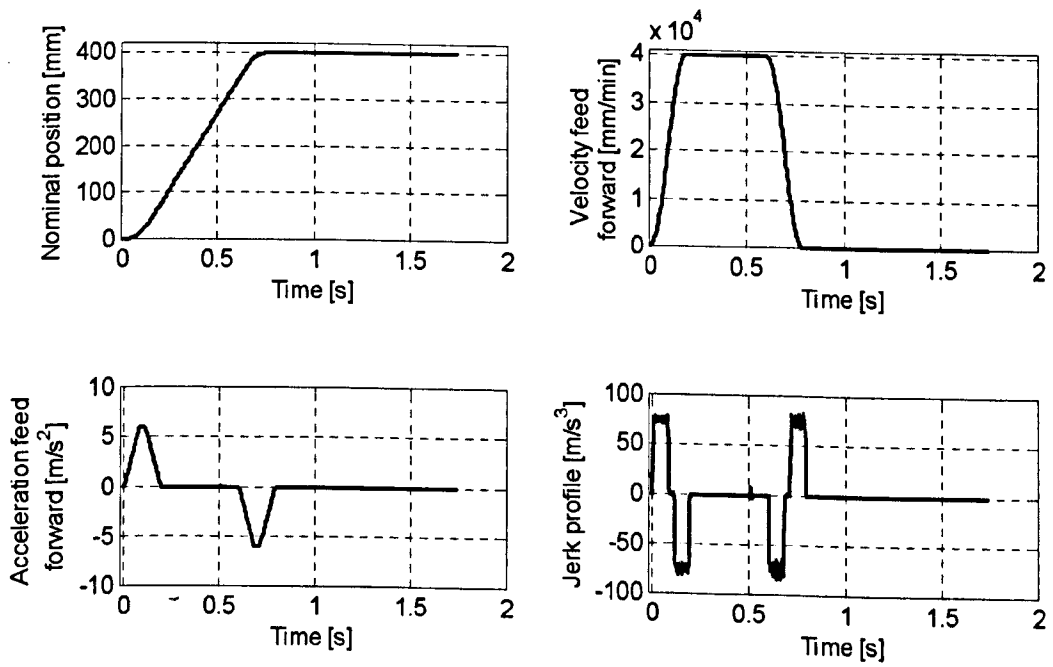 Nominal position [mm]
400
300
200
100
0
0 0.5 1 1.5 2
Time [s]
x 10^4
Velocity feed
forward [mm/min]
4
3
2
1
0
0 0.5 1 1.5 2
Time [s]
Acceleration feed
forward [m/s^2]
10
5
0
-5
-10
0 0.5 1 1.5 2
Time [s]
Jerk profile [m/s^3]
100
50
0
-50
-100
0 0.5 1 1.5 2
Time [s]